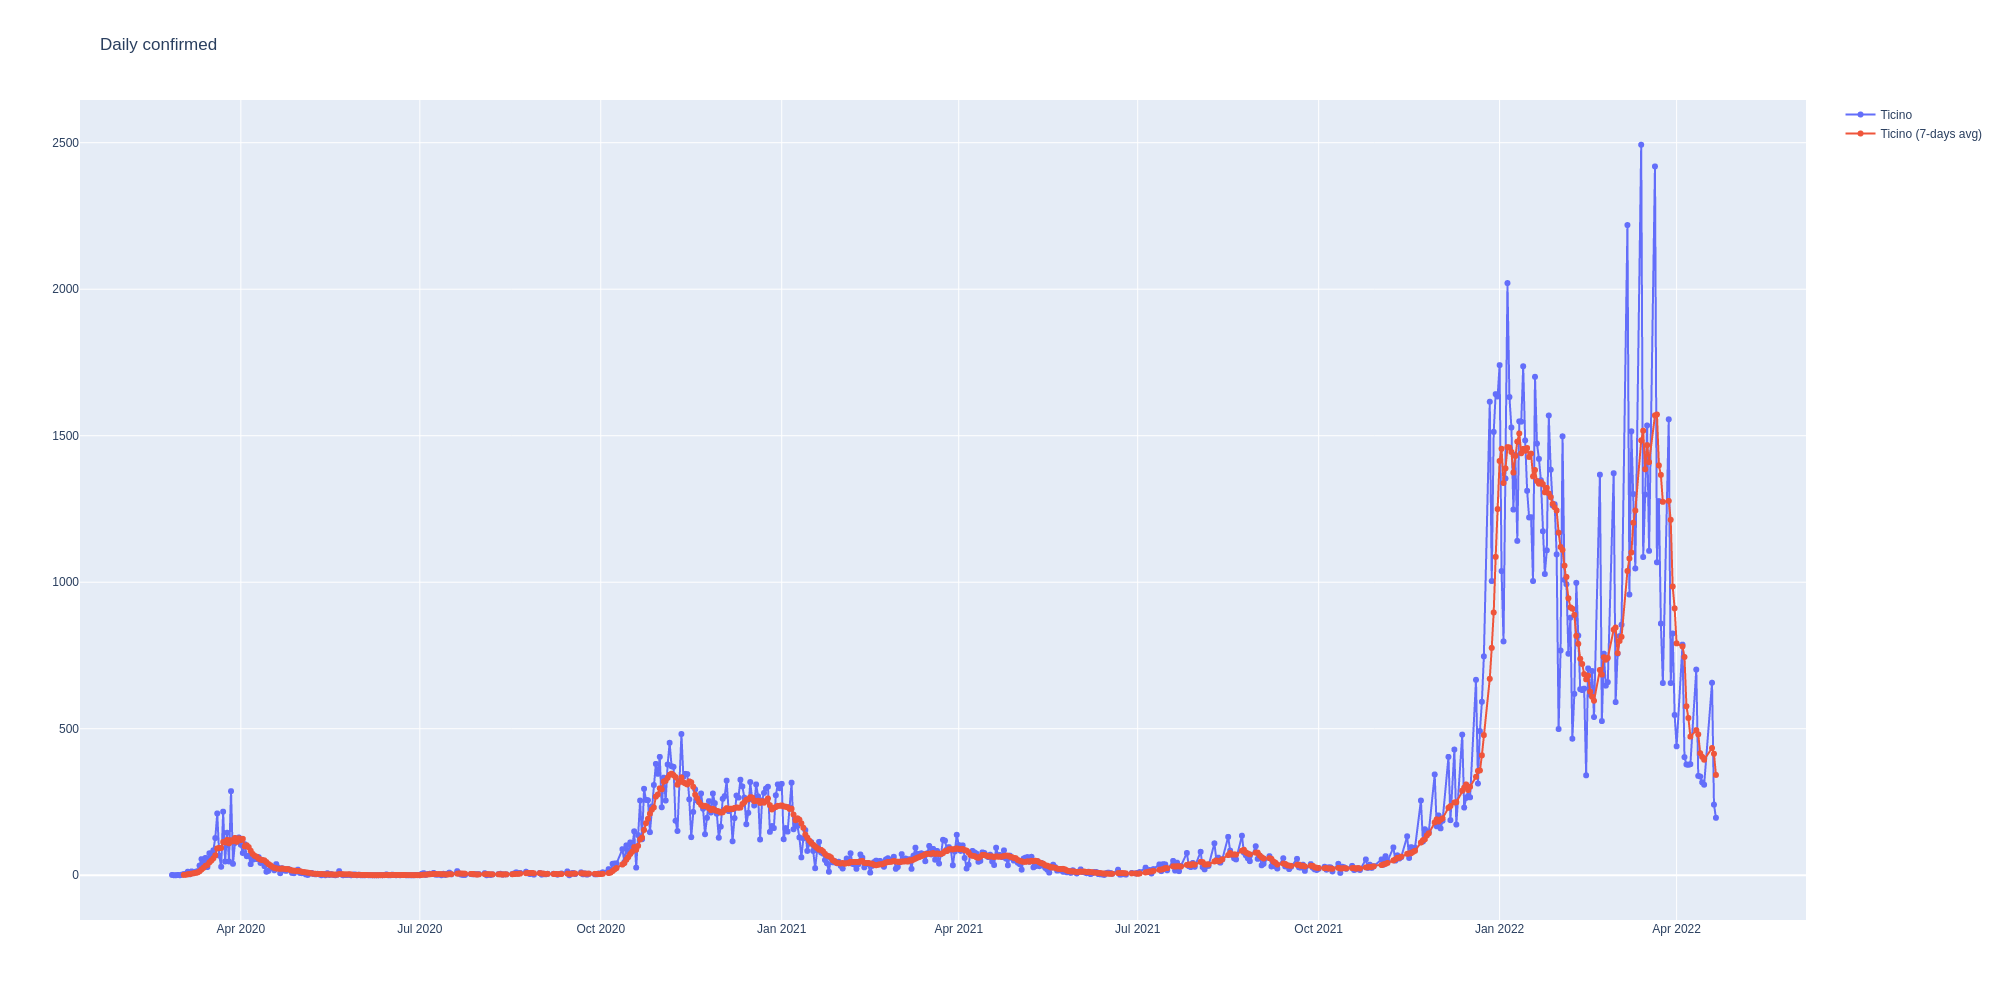 Daily confirmed
Ticino
Ticino (7-days avg)
2500
2000
1500
1000
500
0
Apr 2020
Jul 2020
Oct 2020
Jan 2021
Apr 2021
Jul 2021
Oct 2021
Jan 2022
Apr 2022